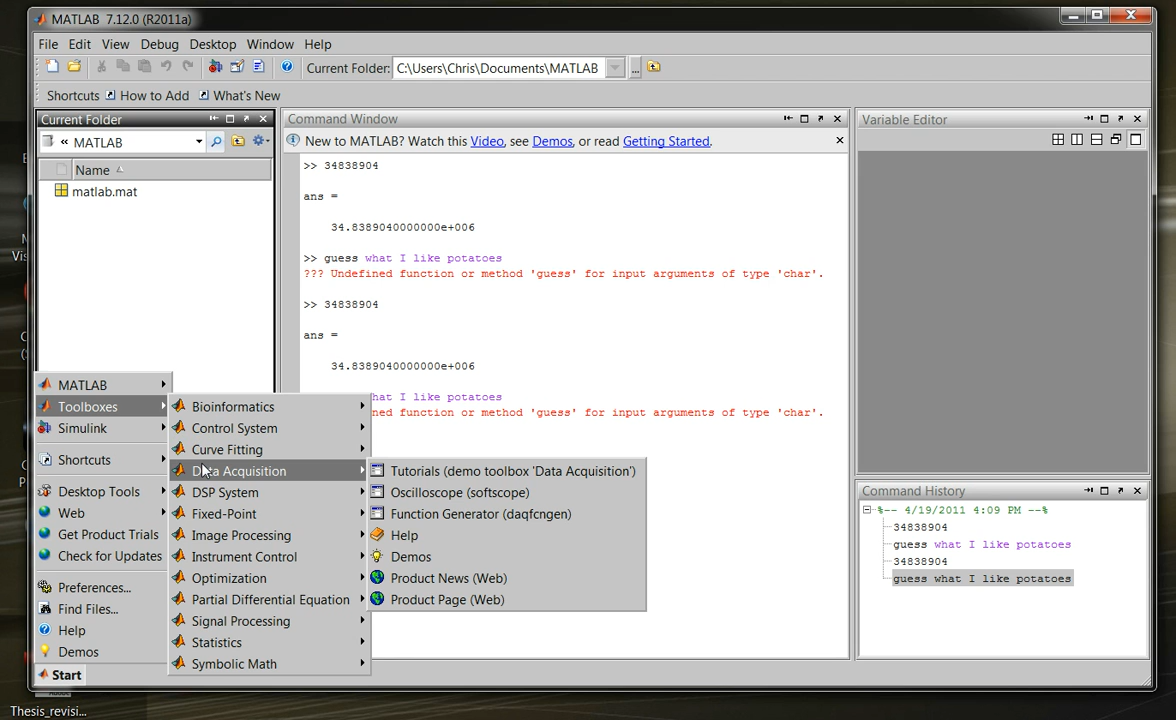 MATLAB 7.12.0 (R2011a)
File Edit View Debug Desktop Window Help
Current Folder: C:\Users\Chris\Documents\MATLAB ...
Shortcuts How to Add What's New
Current Folder
« MATLAB
Name
matlab.mat
Command Window
New to MATLAB? Watch this Video, see Demos, or read Getting Started.
>> 34838904
ans =
34.8389040000000e+006
>> guess what I like potatoes
??? Undefined function or method 'guess' for input arguments of type 'char'.
>> 34838904
ans =
34.8389040000000e+006
hat I like potatoes
ned function or method 'guess' for input arguments of type 'char'.
Variable Editor
Command History
%-- 4/19/2011 4:09 PM --%
34838904
guess what I like potatoes
34838904
guess what I like potatoes
MATLAB
Toolboxes
Simulink
Shortcuts
Desktop Tools
Web
Get Product Trials
Check for Updates
Preferences...
Find Files...
Help
Demos
Start
Bioinformatics
Control System
Curve Fitting
Data Acquisition
DSP System
Fixed-Point
Image Processing
Instrument Control
Optimization
Partial Differential Equation
Signal Processing
Statistics
Symbolic Math
Tutorials (demo toolbox 'Data Acquisition')
Oscilloscope (softscope)
Function Generator (daqfcngen)
Help
Demos
Product News (Web)
Product Page (Web)
Thesis_revisi...